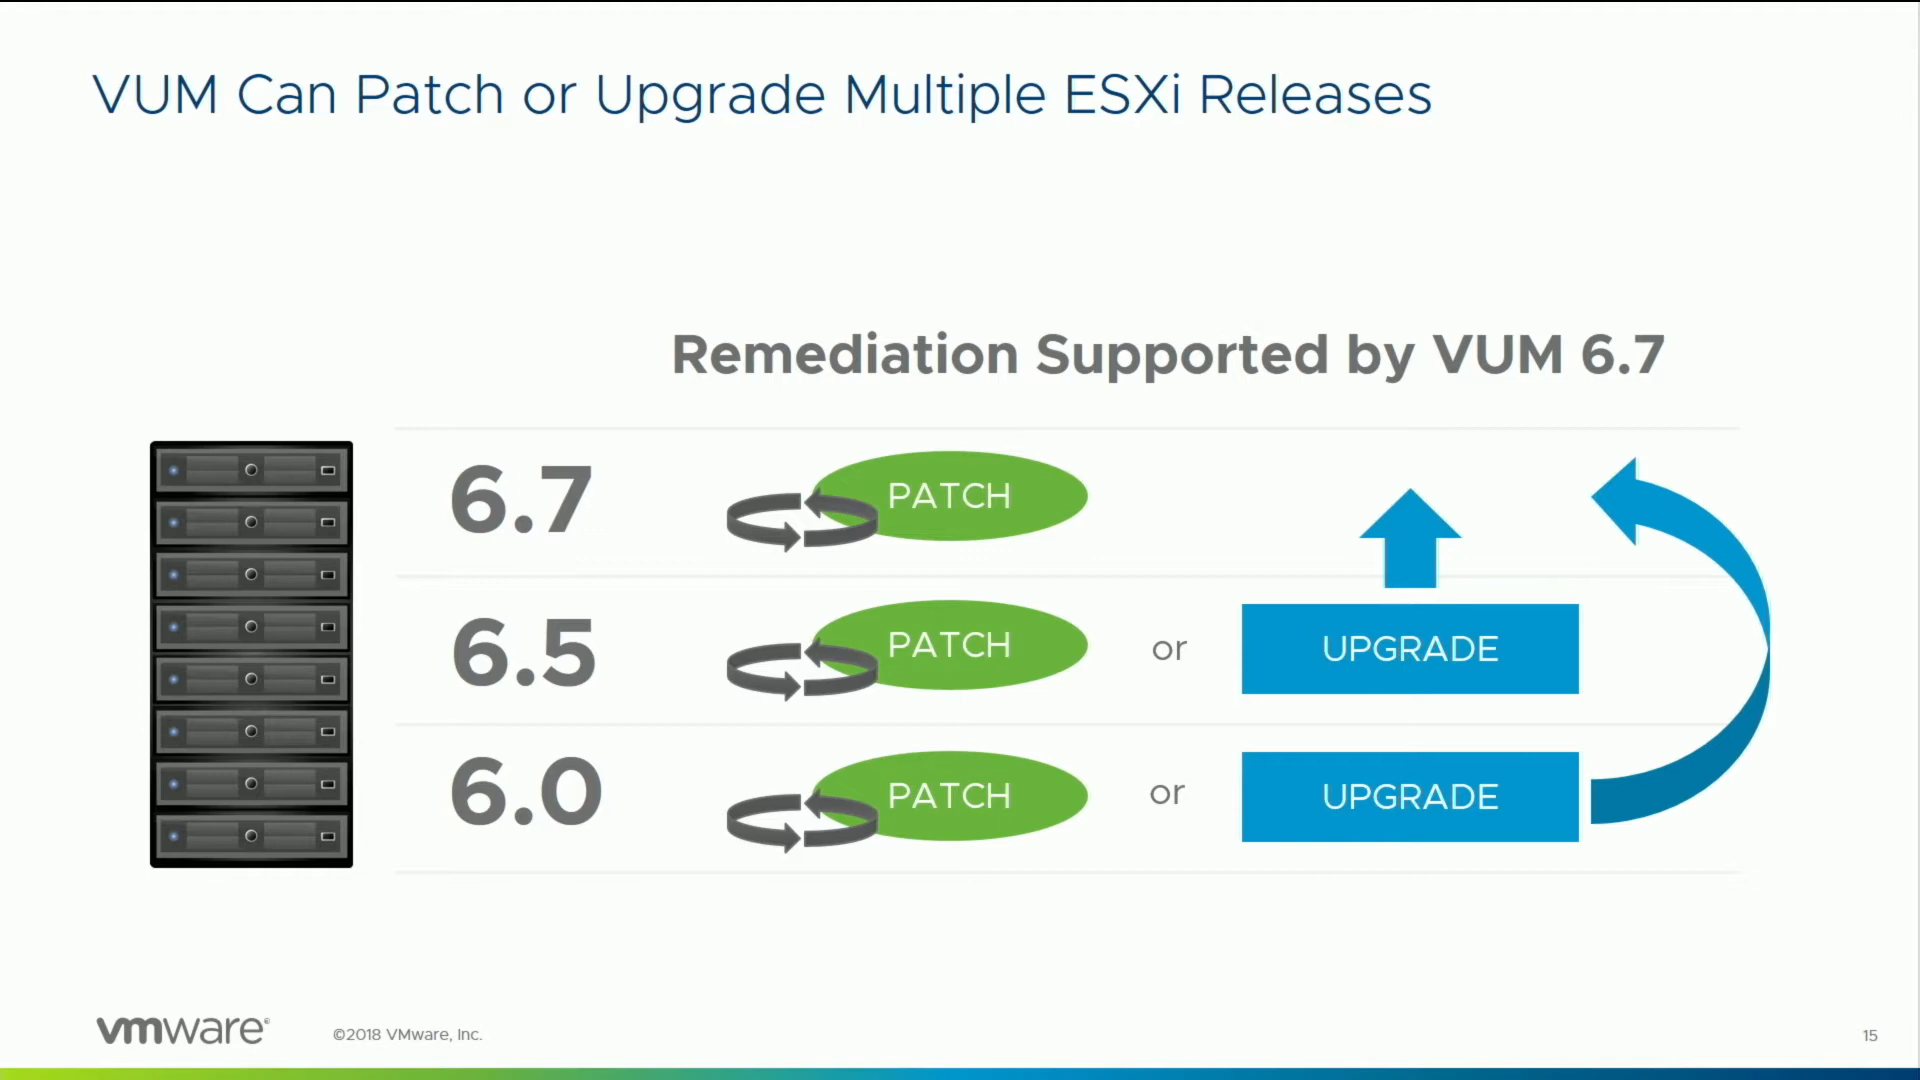 VUM Can Patch or Upgrade Multiple ESXi Releases
Remediation Supported by VUM 6.7
6.7 PATCH
6.5 PATCH or UPGRADE
6.0 PATCH or UPGRADE
vmware® ©2018 VMware, Inc. 15